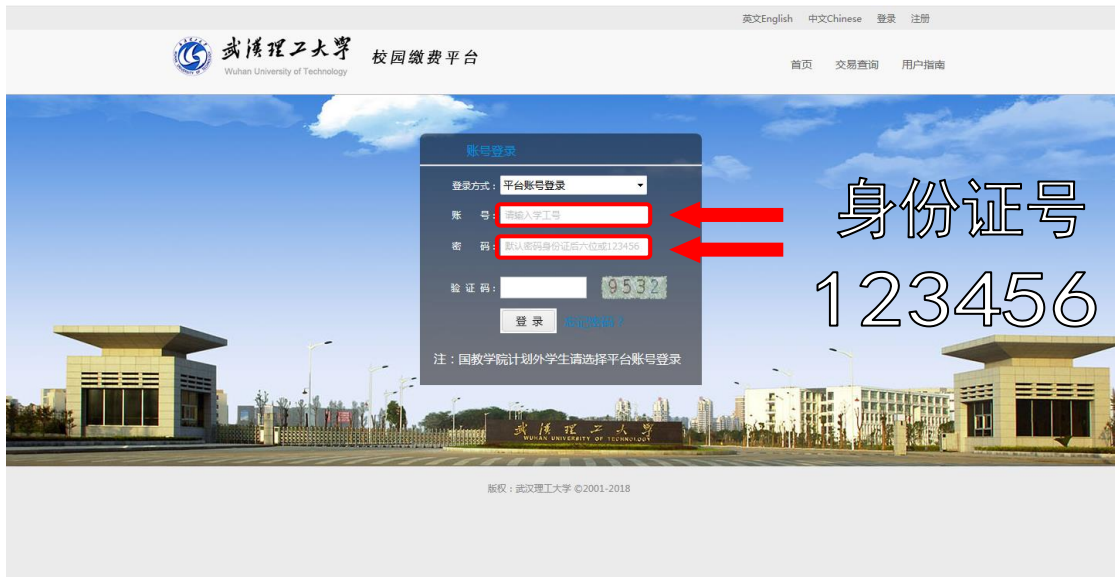 英文English 中文Chinese 登录 注册
武汉理工大学 校园缴费平台
Wuhan University of Technology
首页 交易查询 用户指南
账号登录
登录方式： 平台账号登录
账 号： 请输入学工号
密 码： 默认密码身份证后六位或123456
身份证号
123456
验 证 码： 9532
登 录 忘记密码？
注：国教学院计划外学生请选择平台账号登录
武汉理工大学
WUHAN UNIVERSITY OF TECHNOLOGY
版权：武汉理工大学 ©2001-2018